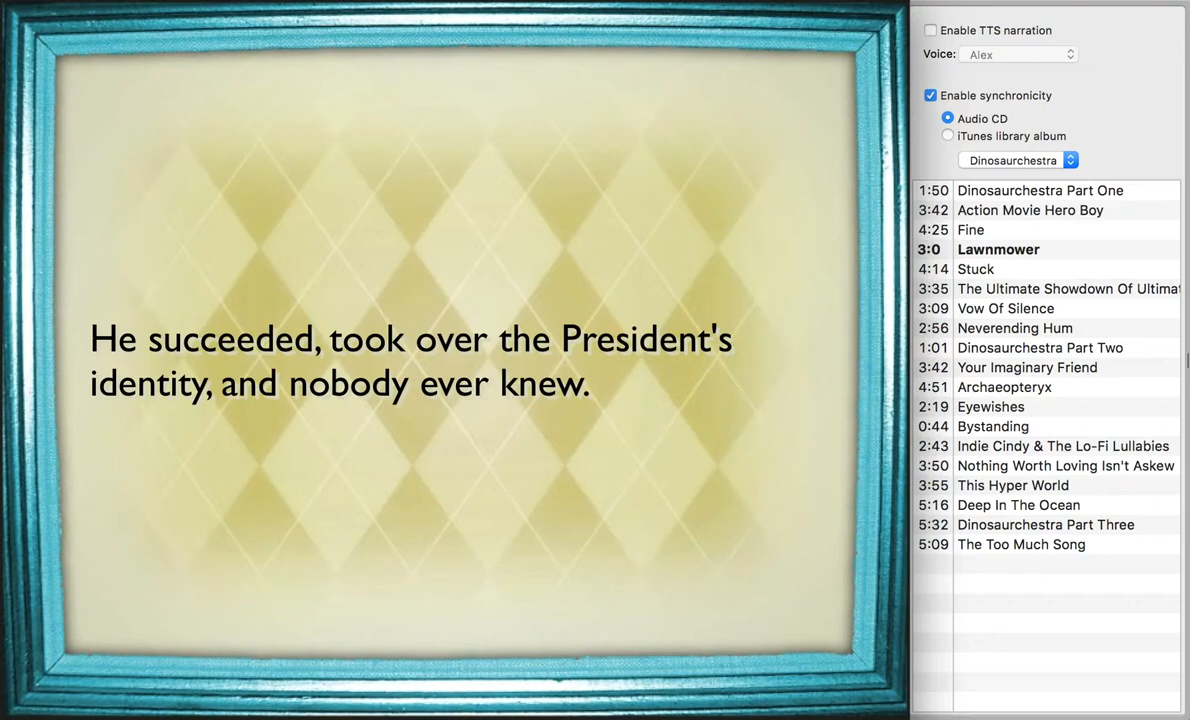 He succeeded, took over the President's
identity, and nobody ever knew.
Enable TTS narration
Voice: Alex
Enable synchronicity
Audio CD
iTunes library album
Dinosaurchestra
1:50 Dinosaurchestra Part One
3:42 Action Movie Hero Boy
4:25 Fine
3:0 Lawnmower
4:14 Stuck
3:35 The Ultimate Showdown Of Ultimat
3:09 Vow Of Silence
2:56 Neverending Hum
1:01 Dinosaurchestra Part Two
3:42 Your Imaginary Friend
4:51 Archaeopteryx
2:19 Eyewishes
0:44 Bystanding
2:43 Indie Cindy & The Lo-Fi Lullabies
3:50 Nothing Worth Loving Isn't Askew
3:55 This Hyper World
5:16 Deep In The Ocean
5:32 Dinosaurchestra Part Three
5:09 The Too Much Song